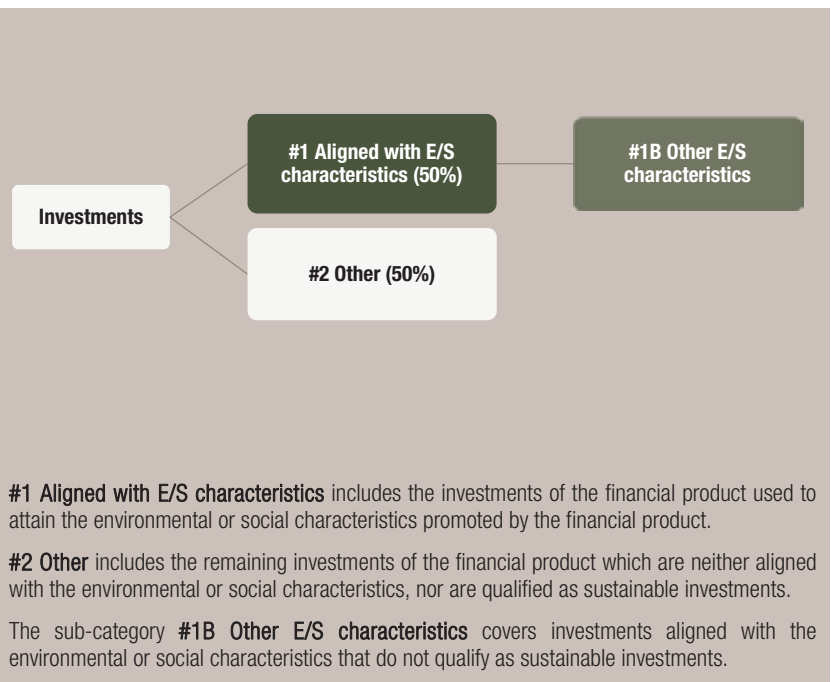 #1 Aligned with E/S
characteristics (50%)
#1B Other E/S
characteristics
Investments
#2 Other (50%)
#1 Aligned with E/S characteristics includes the investments of the financial product used to
attain the environmental or social characteristics promoted by the financial product.
#2 Other includes the remaining investments of the financial product which are neither aligned
with the environmental or social characteristics, nor are qualified as sustainable investments.
The sub-category #1B Other E/S characteristics covers investments aligned with the
environmental or social characteristics that do not qualify as sustainable investments.